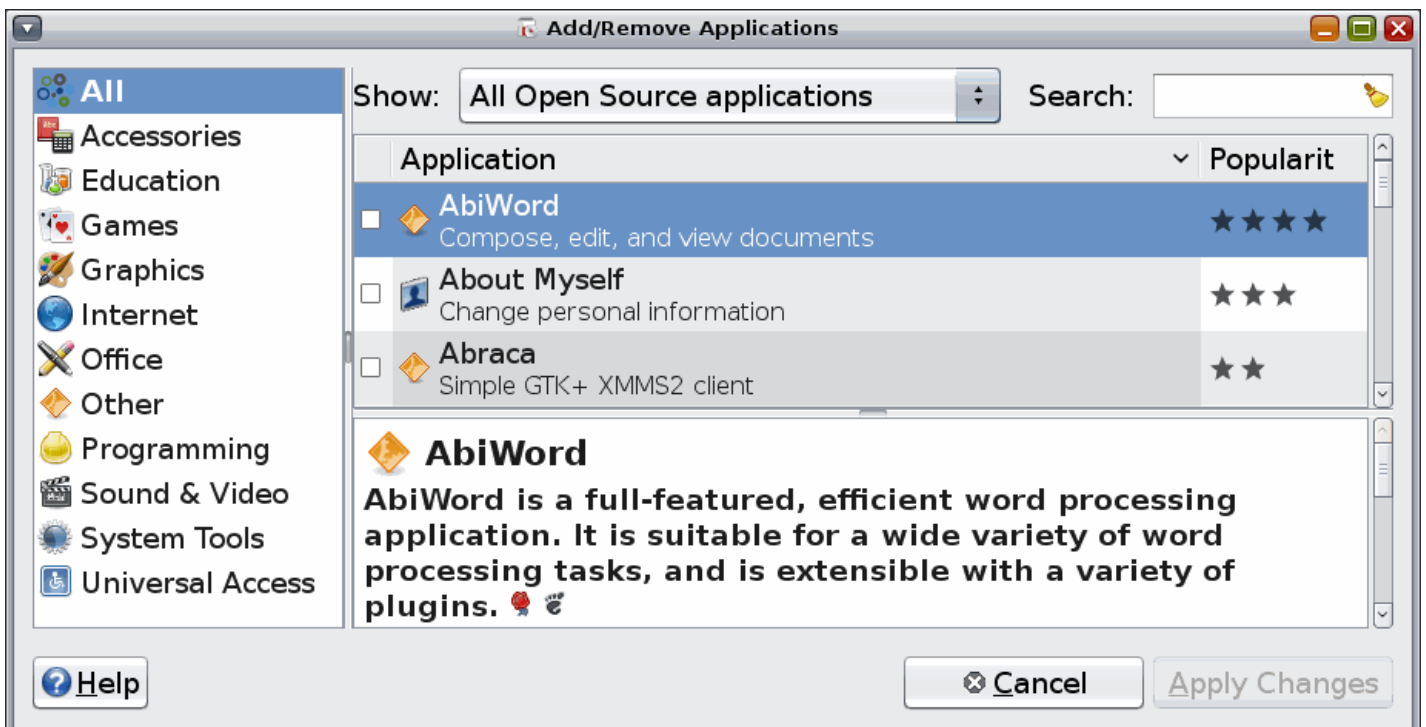 Add/Remove Applications
All
Accessories
Education
Games
Graphics
Internet
Office
Other
Programming
Sound & Video
System Tools
Universal Access
Show: All Open Source applications Search:
Application Popularit
AbiWord
Compose, edit, and view documents
About Myself
Change personal information
Abraca
Simple GTK+ XMMS2 client
AbiWord
AbiWord is a full-featured, efficient word processing
application. It is suitable for a wide variety of word
processing tasks, and is extensible with a variety of
plugins.
Help Cancel Apply Changes